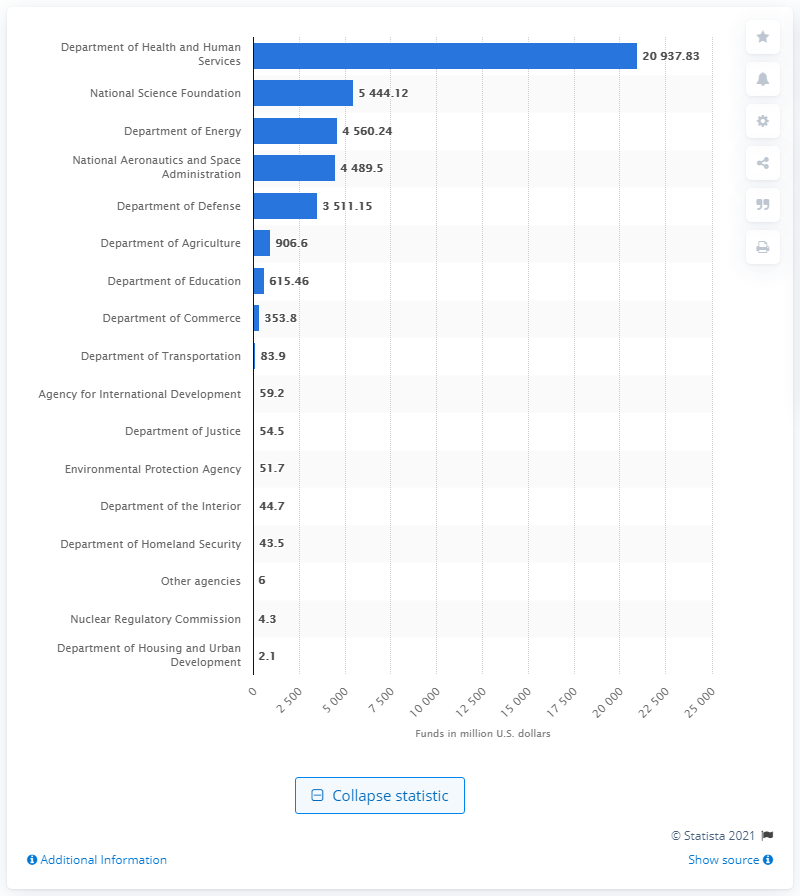 Department of Health and Human
Services
20 937.83
National Science Foundation
5 444.12
Department of Energy
4 560.24
National Aeronautics and Space
Administration
4 489.5
Department of Defense
3 511.15
Department of Agriculture
906.6
Department of Education
615.46
Department of Commerce
353.8
Department of Transportation
83.9
Agency for International Development
59.2
Department of Justice
54.5
Environmental Protection Agency
51.7
Department of the Interior
44.7
Department of Homeland Security
43.5
Other agencies
6
Nuclear Regulatory Commission
4.3
Department of Housing and Urban
Development
2.1
0
2 500
5 000
7 500
10 000
12 500
15 000
17 500
20 000
22 500
25 000
Funds in million U.S. dollars
Collapse statistic
© Statista 2021
Additional Information
Show source